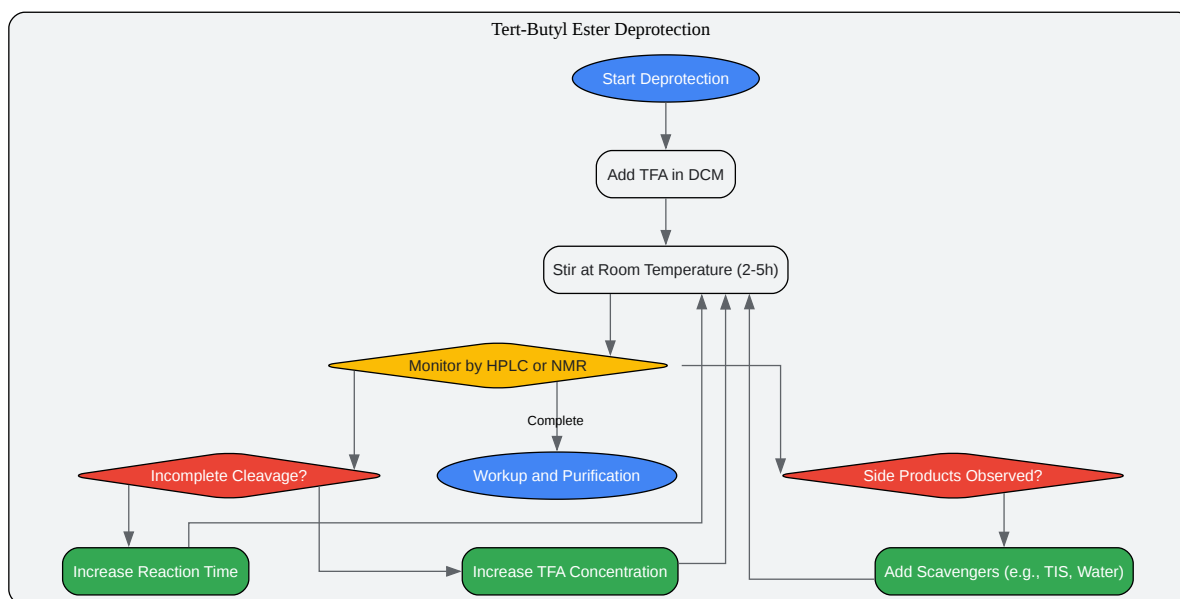 Tert-Butyl Ester Deprotection
Start Deprotection
Add TFA in DCM
Stir at Room Temperature (2-5h)
Monitor by HPLC or NMR
Complete
Incomplete Cleavage?
Workup and Purification
Side Products Observed?
Increase Reaction Time
Increase TFA Concentration
Add Scavengers (e.g., TIS, Water)